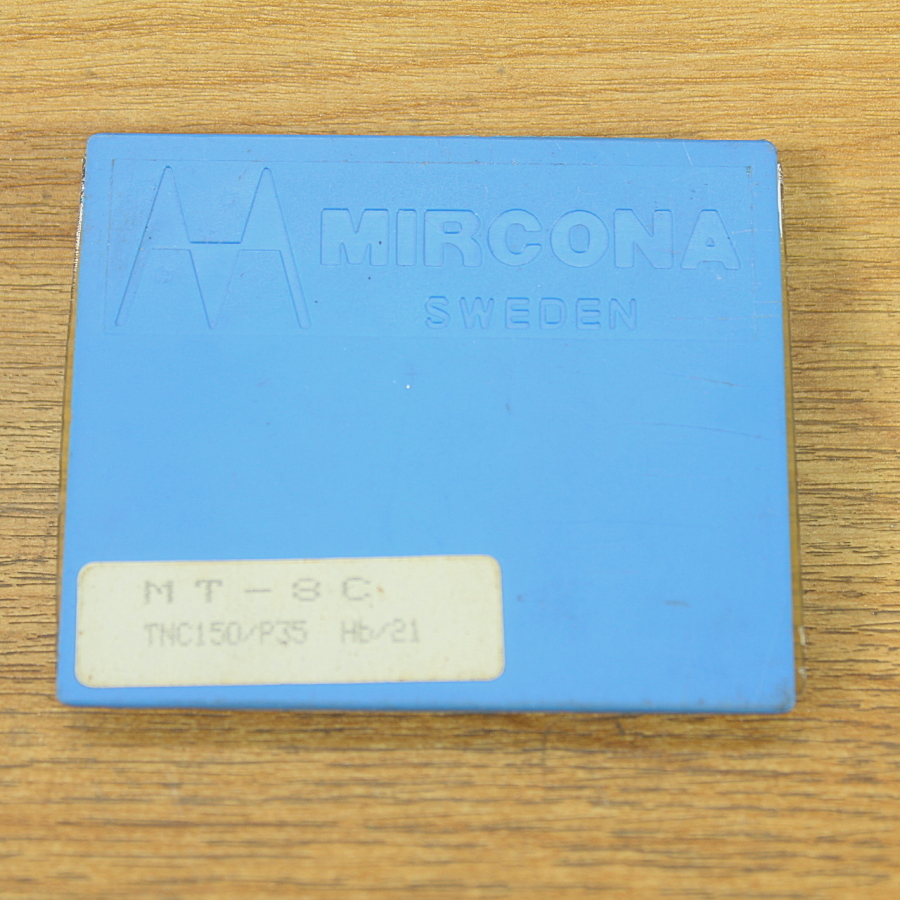 MIRCONA
SWEDEN
MT-8C
TNC150/P35 Hb/21